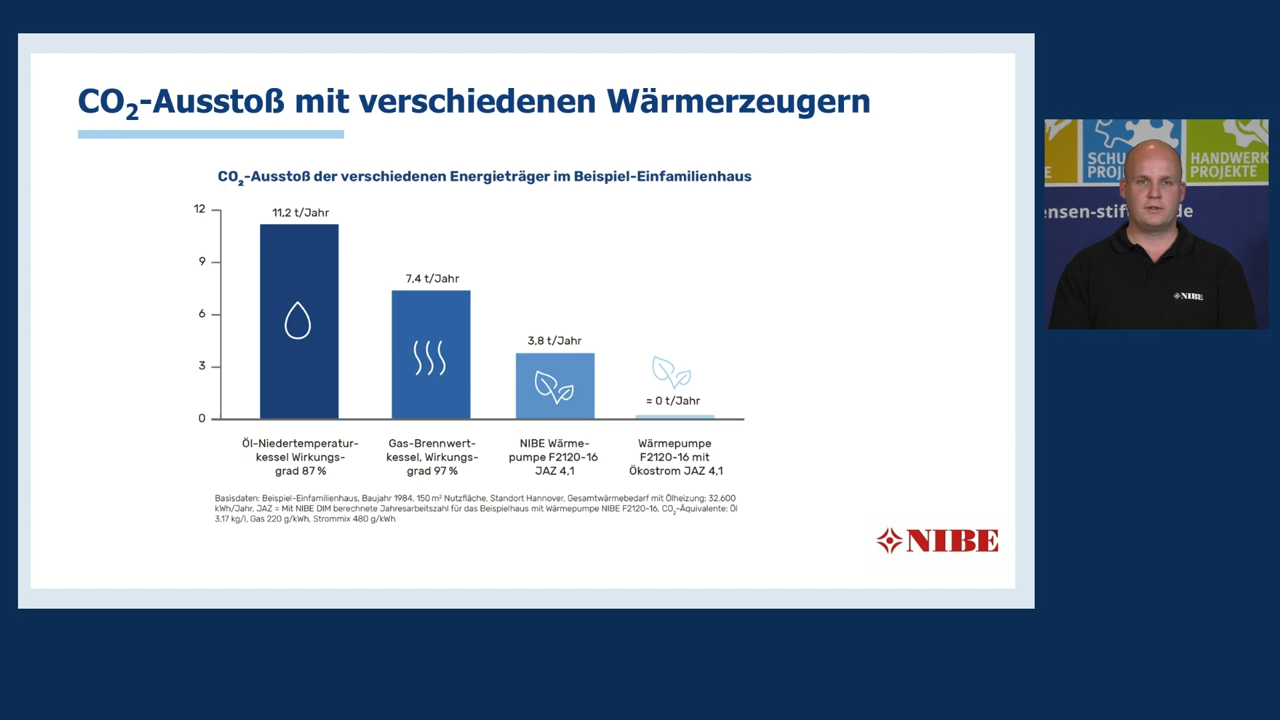 CO2-Ausstoß mit verschiedenen Wärmerzeugern
CO2-Ausstoß der verschiedenen Energieträger im Beispiel-Einfamilienhaus
12
9
6
3
0
11,2 t/Jahr
7,4 t/Jahr
3,8 t/Jahr
≈ 0 t/Jahr
Öl-Niedertemperatur-
kessel Wirkungs-
grad 87 %
Gas-Brennwert-
kessel, Wirkungs-
grad 97 %
NIBE Wärme-
pumpe F2120-16
JAZ 4,1
Wärmepumpe
F2120-16 mit
Ökostrom JAZ 4,1
Basisdaten: Beispiel-Einfamilienhaus, Baujahr 1984, 150 m² Nutzfläche, Standort Hannover, Gesamtwärmebedarf mit Ölheizung: 32.600
kWh/Jahr, JAZ = Mit NIBE DIM berechnete Jahresarbeitszahl für das Beispielhaus mit Wärmepumpe NIBE F2120-16, CO2-Äquivalente: Öl
3,17 kg/l, Gas 220 g/kWh, Strommix 480 g/kWh
NIBE
SCHU
PROJ
HANDWERK
PROJEKTE
ensen-stif
de
NIBE